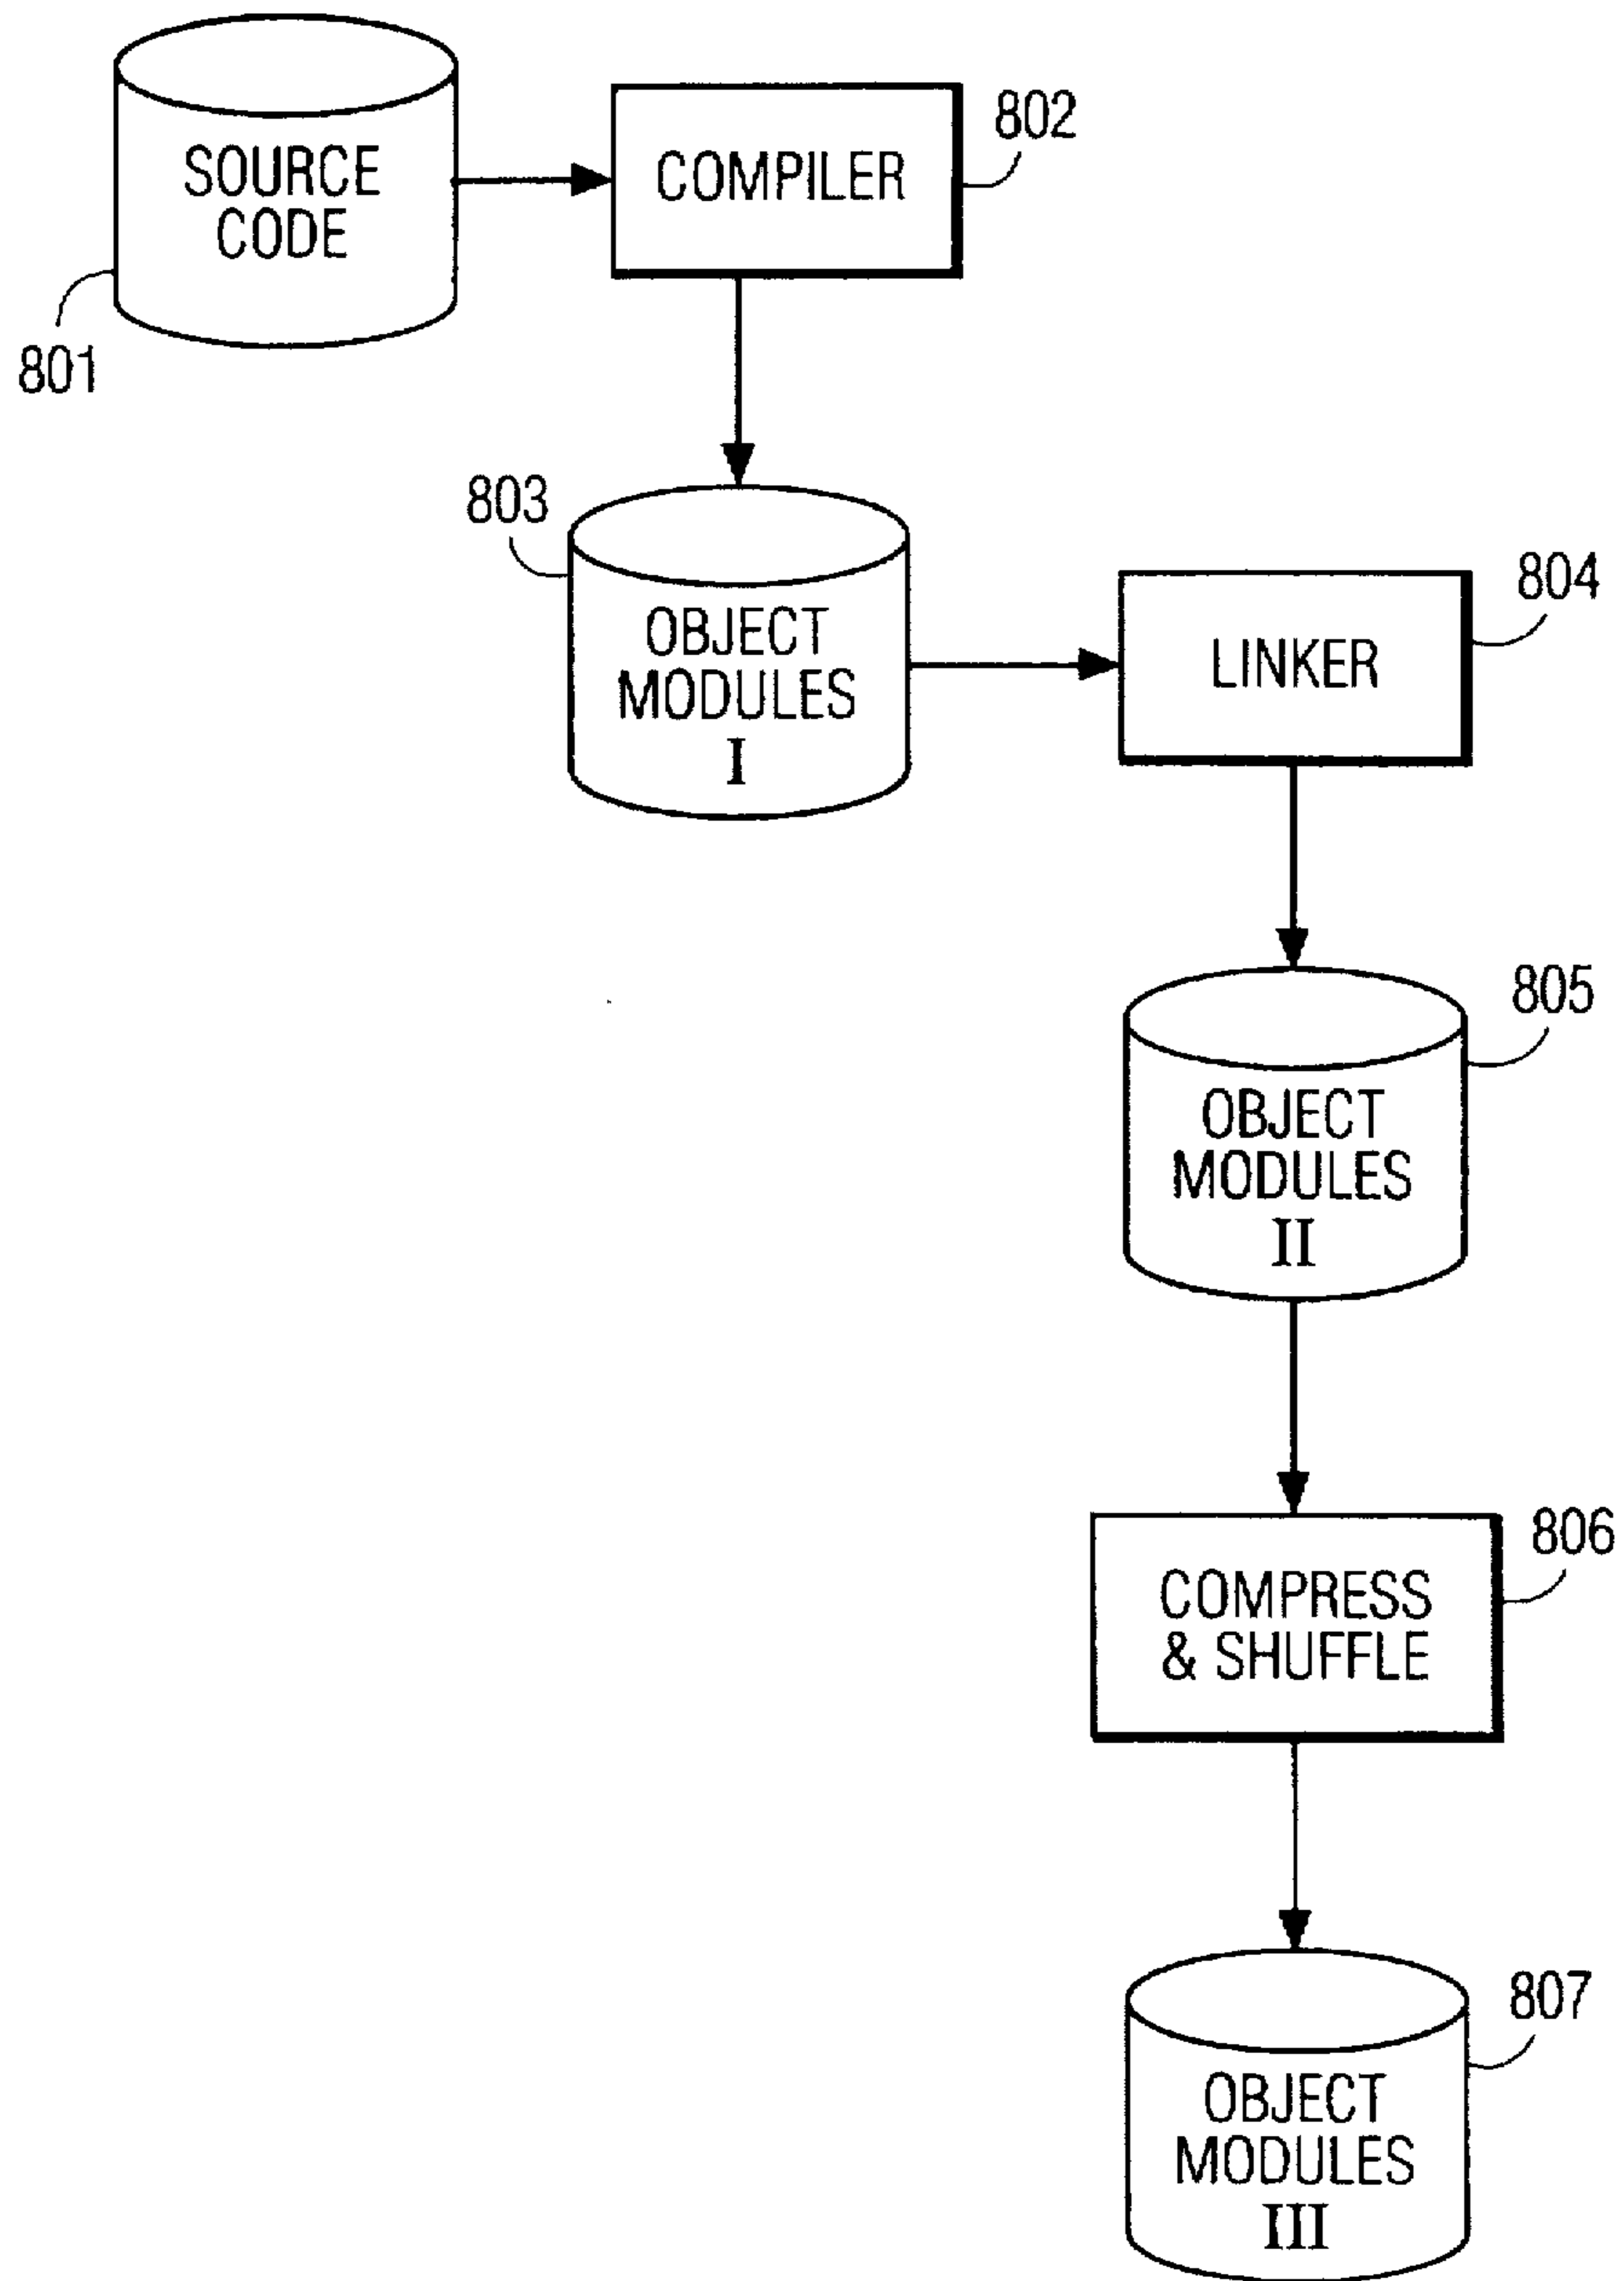 SOURCE
CODE
801
COMPILER
802
803
OBJECT
MODULES
I
LINKER
804
805
OBJECT
MODULES
II
COMPRESS
& SHUFFLE
806
807
OBJECT
MODULES
III